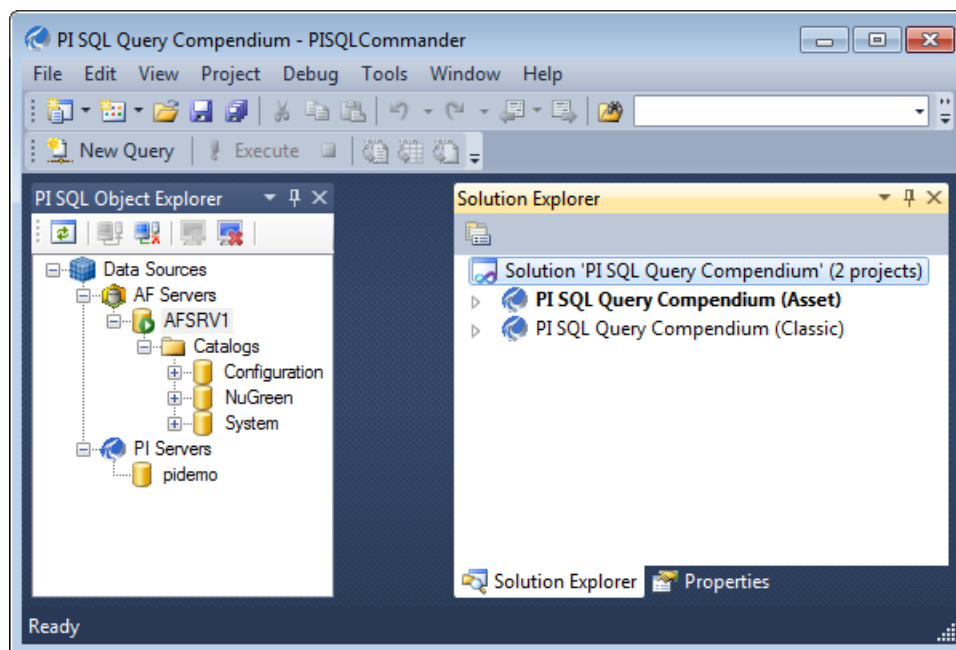 PI SQL Query Compendium - PISQLCommander
File Edit View Project Debug Tools Window Help
New Query Execute
PI SQL Object Explorer
Data Sources
AF Servers
AFSRV1
Catalogs
Configuration
NuGreen
System
PI Servers
pidemo
Solution Explorer
Solution 'PI SQL Query Compendium' (2 projects)
PI SQL Query Compendium (Asset)
PI SQL Query Compendium (Classic)
Solution Explorer Properties
Ready